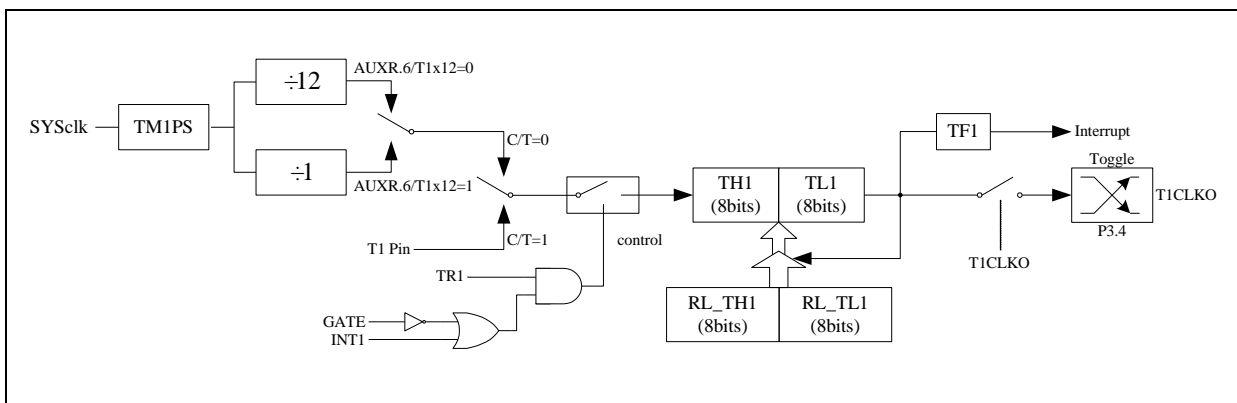 ÷12
AUXR.6/T1x12=0
SYSclk
TM1PS
C/T=0
÷1
AUXR.6/T1x12=1
T1 Pin
C/T=1
control
TR1
GATE
INT1
TH1
(8bits)
TL1
(8bits)
RL_TH1
(8bits)
RL_TL1
(8bits)
TF1
Interrupt
Toggle
T1CLKO
P3.4
T1CLKO